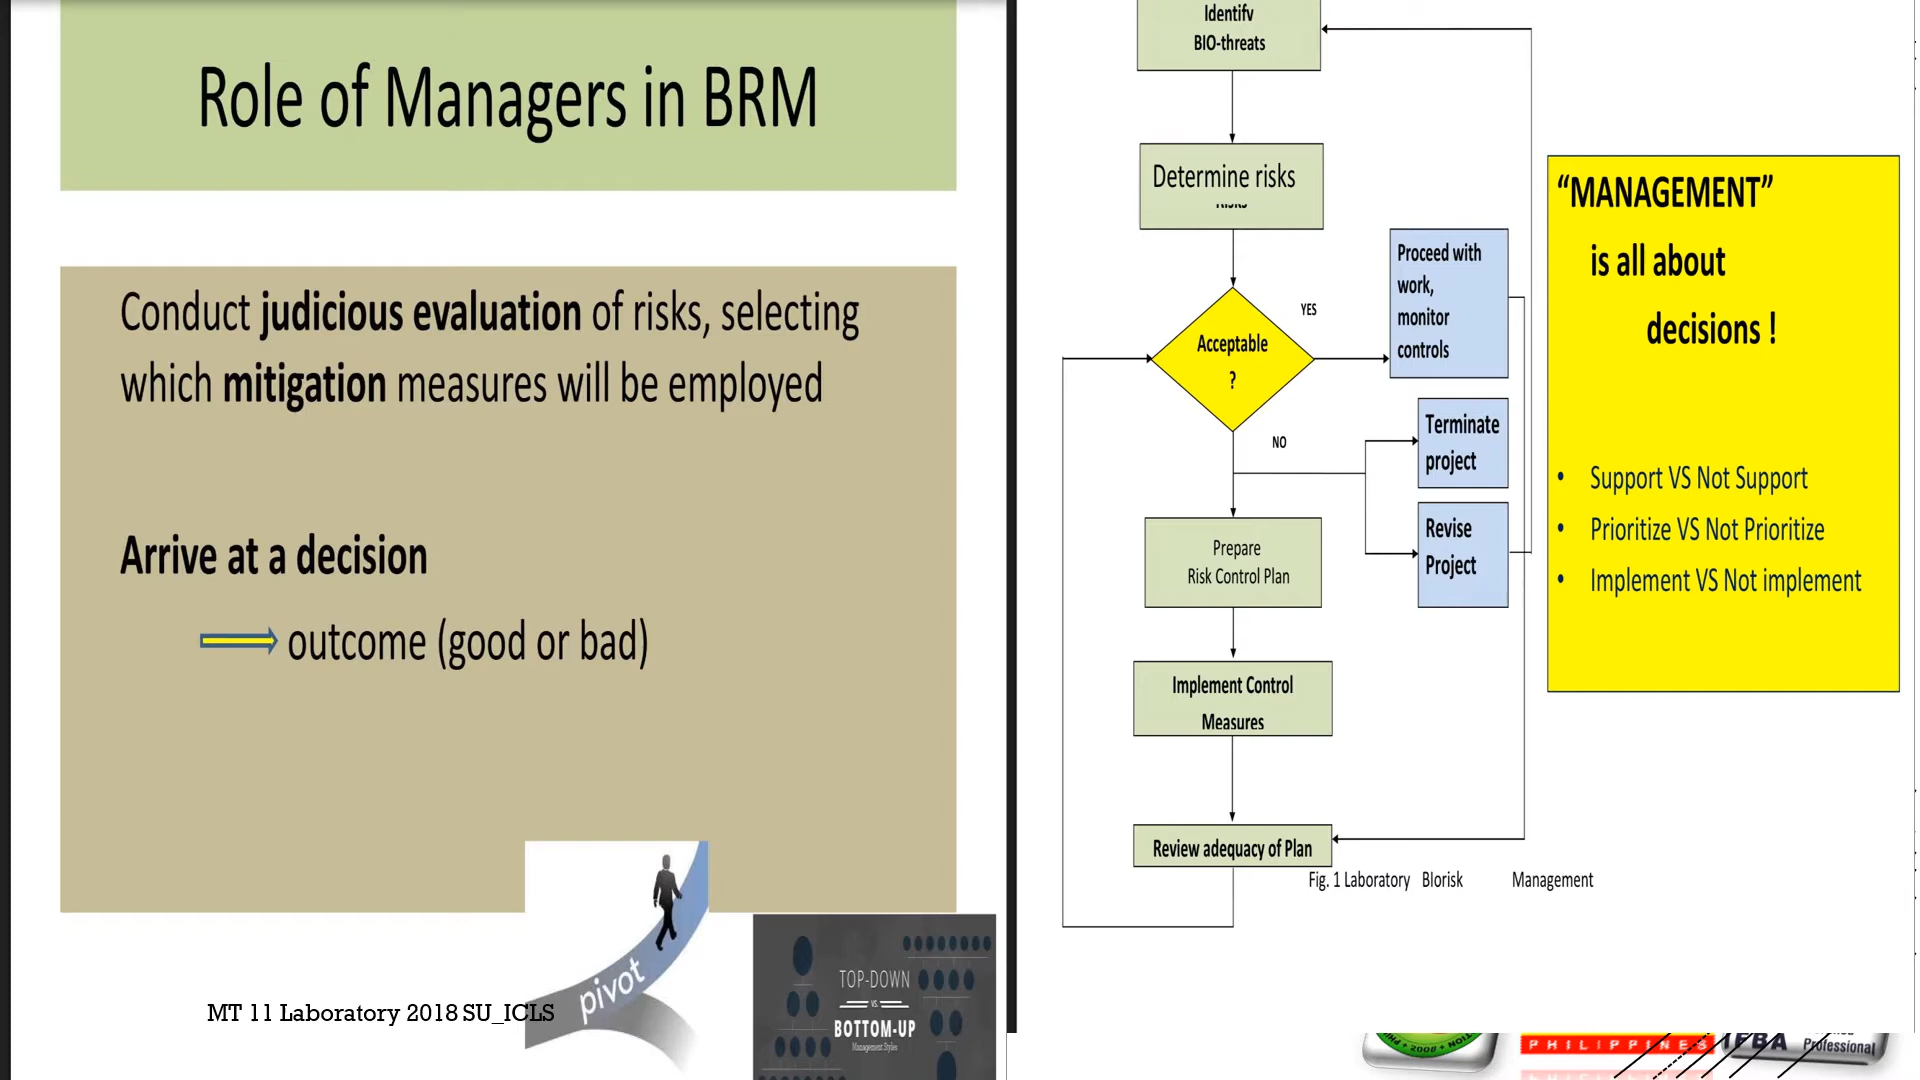 Role of Managers in BRM
Conduct judicious evaluation of risks, selecting
which mitigation measures will be employed
Arrive at a decision
outcome (good or bad)
pivot
MT 11 Laboratory 2018 SU_ICLS
TOP-DOWN
VS.
BOTTOM-UP
Management Styles
Identify
BIO-threats
Determine risks
Acceptable
?
YES
NO
Proceed with
work,
monitor
controls
Terminate
project
Revise
Project
Prepare
Risk Control Plan
Implement Control
Measures
Review adequacy of Plan
Fig. 1 Laboratory BIorisk Management
“MANAGEMENT”
is all about
decisions !
• Support VS Not Support
• Prioritize VS Not Prioritize
• Implement VS Not implement
2008
PHILIPPINES
IFBA
Professional